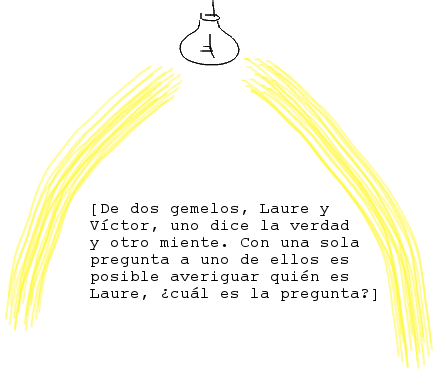 [De dos gemelos, Laure y
Víctor, uno dice la verdad
y otro miente. Con una sola
pregunta a uno de ellos es
posible averiguar quién es
Laure, ¿cuál es la pregunta?]